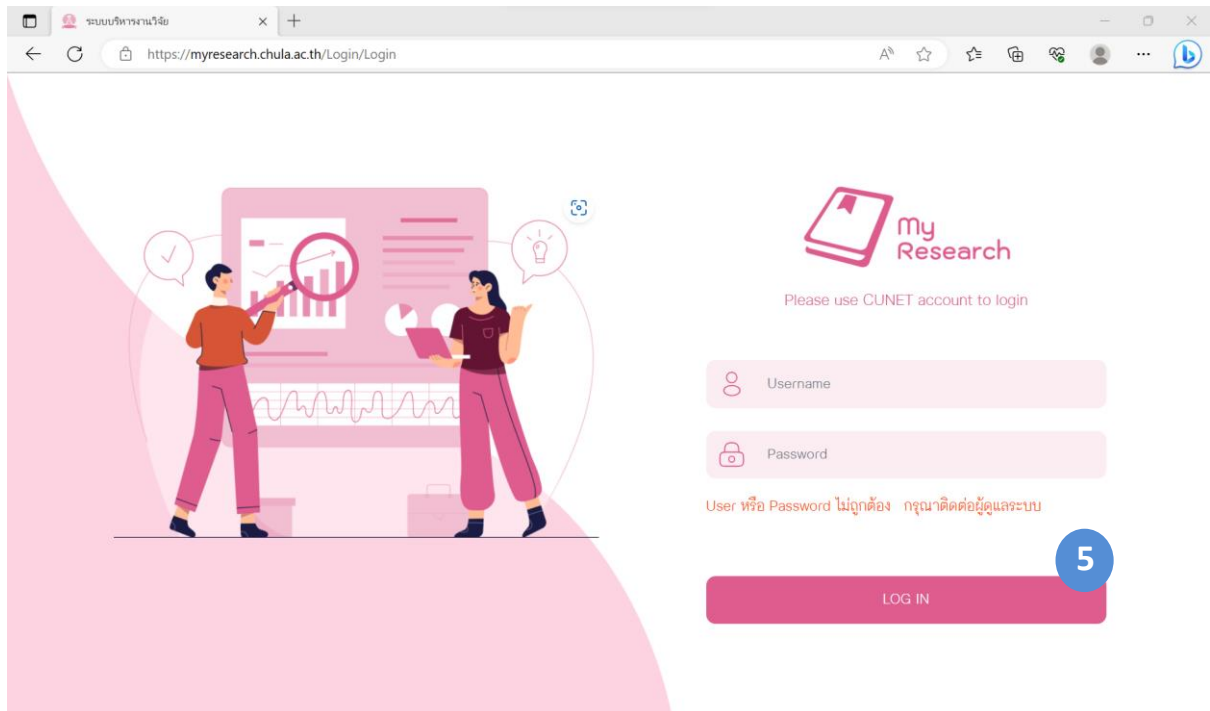 ระบบบริหารงานวิจัย
https://myresearch.chula.ac.th/Login/Login
My
Research
Please use CUNET account to login
Username
Password
User หรือ Password ไม่ถูกต้อง กรุณาติดต่อผู้ดูแลระบบ
5
LOG IN